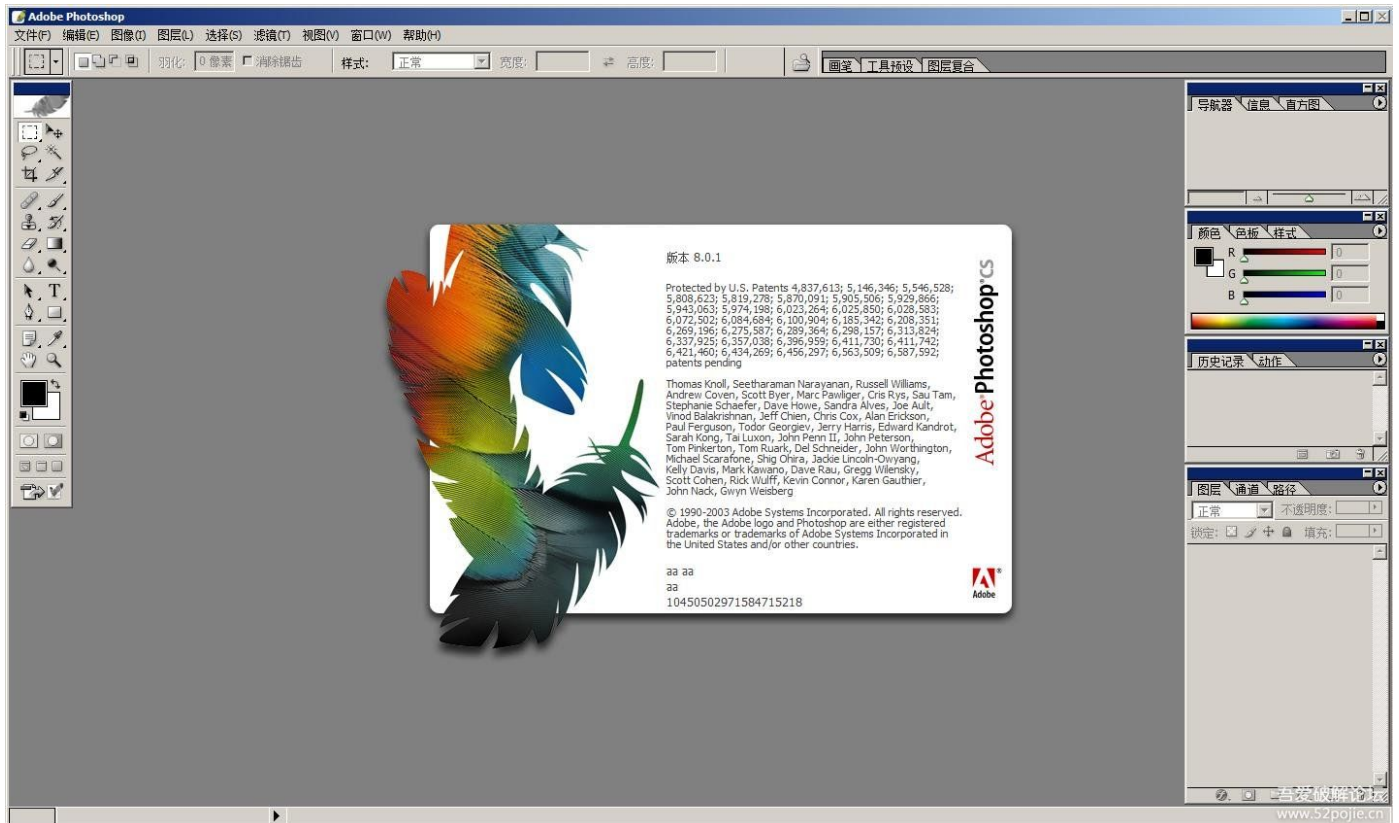 Adobe Photoshop
文件(F) 编辑(E) 图像(I) 图层(L) 选择(S) 滤镜(T) 视图(V) 窗口(W) 帮助(H)
羽化: 0 像素 消除锯齿 样式: 正常 宽度: 高度: 画笔 工具预设 图层复合
导航器 信息 直方图
颜色 色板 样式
R 0
G 0
B 0
历史记录 动作
图层 通道 路径
正常 不透明度:
锁定: 填充:
版本 8.0.1
Protected by U.S. Patents 4,837,613; 5,146,346; 5,546,528;
5,808,623; 5,819,278; 5,870,091; 5,905,506; 5,929,866;
5,943,063; 5,974,198; 6,023,264; 6,025,850; 6,028,583;
6,072,502; 6,084,684; 6,100,904; 6,185,342; 6,208,351;
6,269,196; 6,275,587; 6,289,364; 6,298,157; 6,313,824;
6,337,925; 6,357,038; 6,396,959; 6,411,730; 6,411,742;
6,421,460; 6,434,269; 6,456,297; 6,563,509; 6,587,592;
patents pending
Thomas Knoll, Seetharaman Narayanan, Russell Williams,
Andrew Coven, Scott Byer, Marc Pawliger, Cris Rys, Sau Tam,
Stephanie Schaefer, Dave Howe, Sandra Alves, Joe Ault,
Vinod Balakrishnan, Jeff Chien, Chris Cox, Alan Erickson,
Paul Ferguson, Todor Georgiev, Jerry Harris, Edward Kandrot,
Sarah Kong, Tai Luxon, John Penn II, John Peterson,
Tom Pinkerton, Tom Ruark, Del Schneider, John Worthington,
Michael Scarafone, Shig Ohira, Jackie Lincoln-Owyang,
Kelly Davis, Mark Kawano, Dave Rau, Gregg Wilensky,
Scott Cohen, Rick Wulff, Kevin Connor, Karen Gauthier,
John Nack, Gwyn Weisberg
© 1990-2003 Adobe Systems Incorporated. All rights reserved.
Adobe, the Adobe logo and Photoshop are either registered
trademarks or trademarks of Adobe Systems Incorporated in
the United States and/or other countries.
aa aa
aa
10450502971584715218
Adobe® Photoshop® CS
Adobe®
T
吾爱破解论坛
www.52pojie.cn